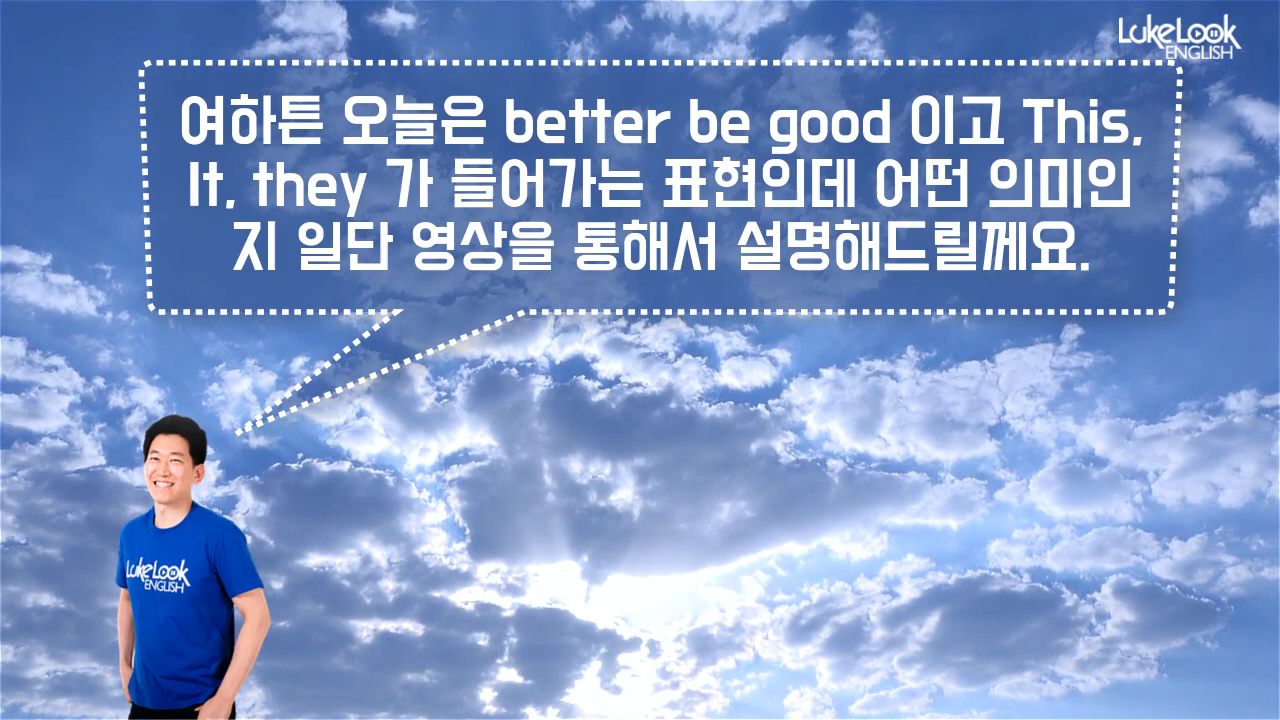 LukeLook
ENGLISH
여하튼 오늘은 better be good 이고 This,
It, they 가 들어가는 표현인데 어떤 의미인
지 일단 영상을 통해서 설명해드릴께요.
LukeLook
ENGLISH